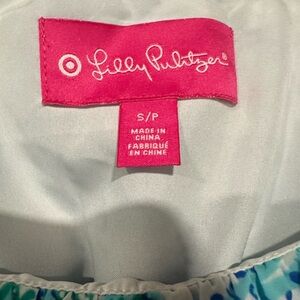 Lilly Pulitzer®
S/P
MADE IN
CHINA
FABRIQUÉ
EN CHINE